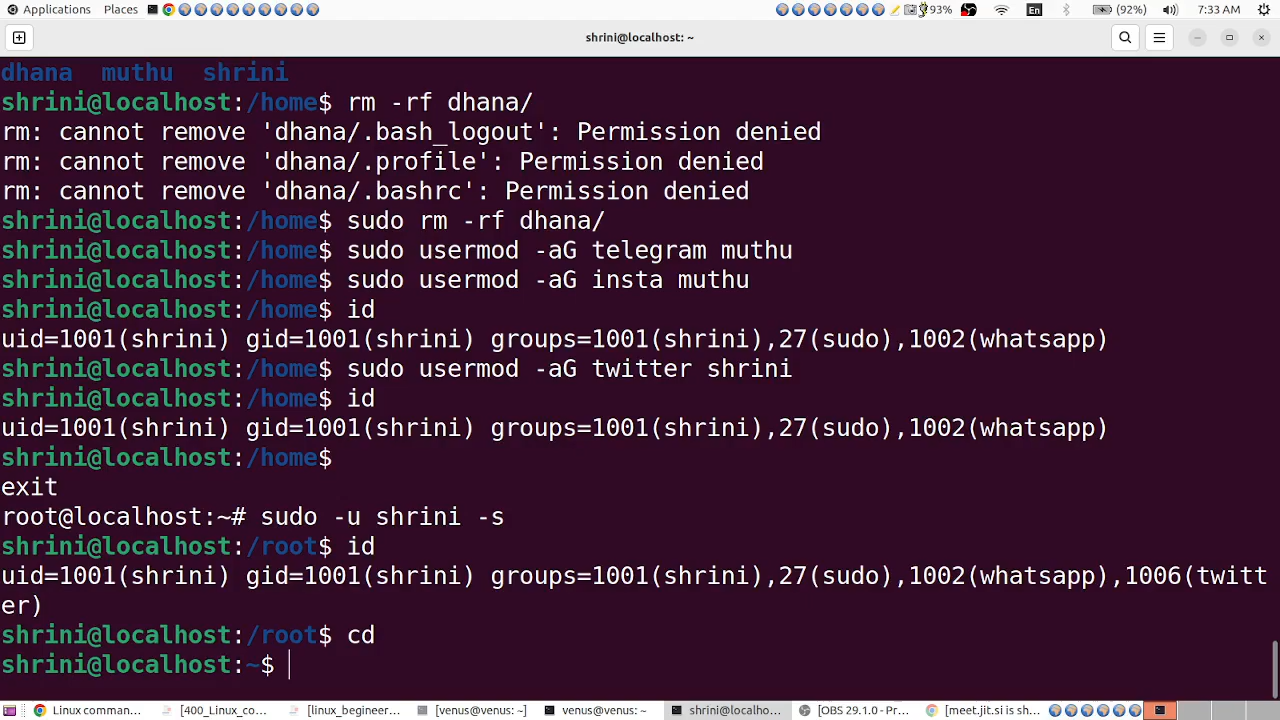 Applications Places 93% En (92%) 7:33 AM
shrini@localhost: ~
dhana  muthu  shrini
shrini@localhost:/home$ rm -rf dhana/
rm: cannot remove 'dhana/.bash_logout': Permission denied
rm: cannot remove 'dhana/.profile': Permission denied
rm: cannot remove 'dhana/.bashrc': Permission denied
shrini@localhost:/home$ sudo rm -rf dhana/
shrini@localhost:/home$ sudo usermod -aG telegram muthu
shrini@localhost:/home$ sudo usermod -aG insta muthu
shrini@localhost:/home$ id
uid=1001(shrini) gid=1001(shrini) groups=1001(shrini),27(sudo),1002(whatsapp)
shrini@localhost:/home$ sudo usermod -aG twitter shrini
shrini@localhost:/home$ id
uid=1001(shrini) gid=1001(shrini) groups=1001(shrini),27(sudo),1002(whatsapp)
shrini@localhost:/home$
exit
root@localhost:~# sudo -u shrini -s
shrini@localhost:/root$ id
uid=1001(shrini) gid=1001(shrini) groups=1001(shrini),27(sudo),1002(whatsapp),1006(twitt
er)
shrini@localhost:/root$ cd
shrini@localhost:~$
Linux comman... [400_Linux_co... [linux_begineer... [venus@venus: ~] venus@venus: ~ shrini@localho... [OBS 29.1.0 - Pr... [meet.jit.si is sh...